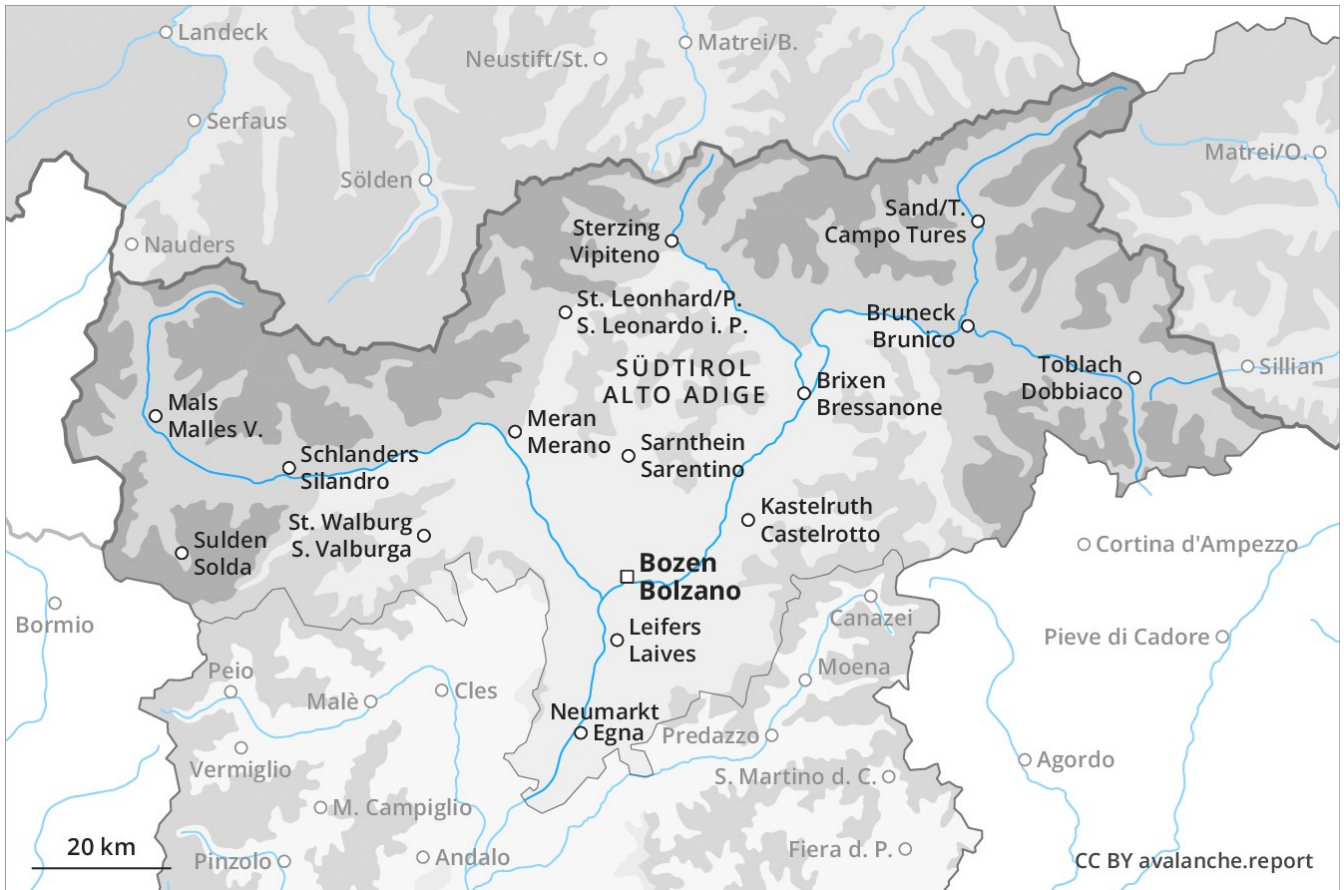 Landeck
Neustift/St.
Matrei/B.
Serfaus
Matrei/O.
Sölden
Nauders
Sand/T.
Campo Tures
Sterzing
Vipiteno
St. Leonhard/P.
S. Leonardo i. P.
Bruneck
Brunico
SÜDTIROL
ALTO ADIGE
Toblach
Dobbiaco
Sillian
Brixen
Bressanone
Mals
Malles V.
Meran
Merano
Sarnthein
Sarentino
Schlanders
Silandro
Kastelruth
Castelrotto
St. Walburg
S. Valburga
Sulden
Solda
Cortina d'Ampezzo
Bozen
Bolzano
Bormio
Canazei
Leifers
Laives
Pieve di Cadore
Peio
Moena
Malè
Cles
Neumarkt
Egna
Predazzo
Vermiglio
S. Martino d. C.
Agordo
M. Campiglio
20 km
Pinzolo
Andalo
Fiera d. P.
CC BY avalanche.report